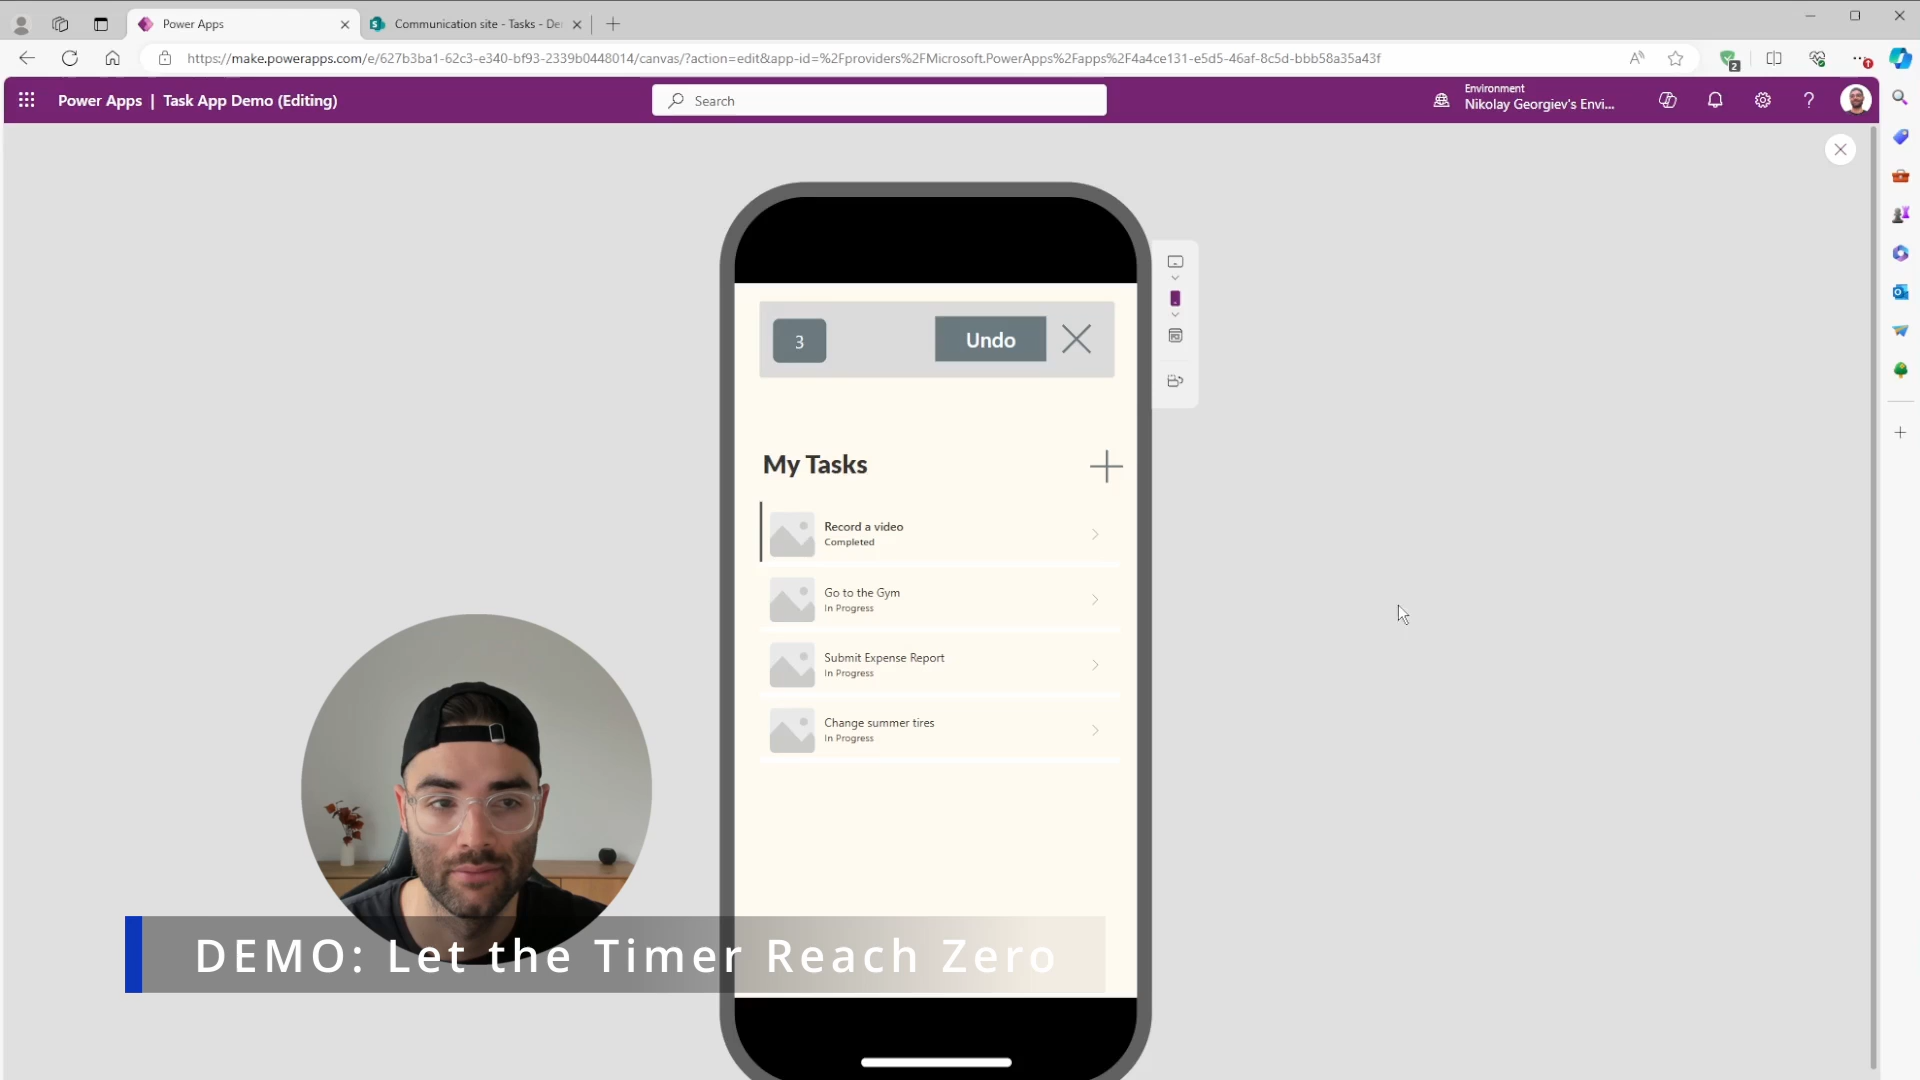 Power Apps
Communication site - Tasks - De
https://make.powerapps.com/e/627b3ba1-62c3-e340-bf93-2339b0448014/canvas/?action=edit&app-id=%2Fproviders%2FMicrosoft.PowerApps%2Fapps%2F4a4ce131-e5d5-46af-8c5d-bbb58a35a43f
2
Power Apps | Task App Demo (Editing)
Search
Environment
Nikolay Georgiev's Envi...
3
Undo
My Tasks
Record a video
Completed
Go to the Gym
In Progress
Submit Expense Report
In Progress
Change summer tires
In Progress
DEMO: Let the Timer Reach Zero